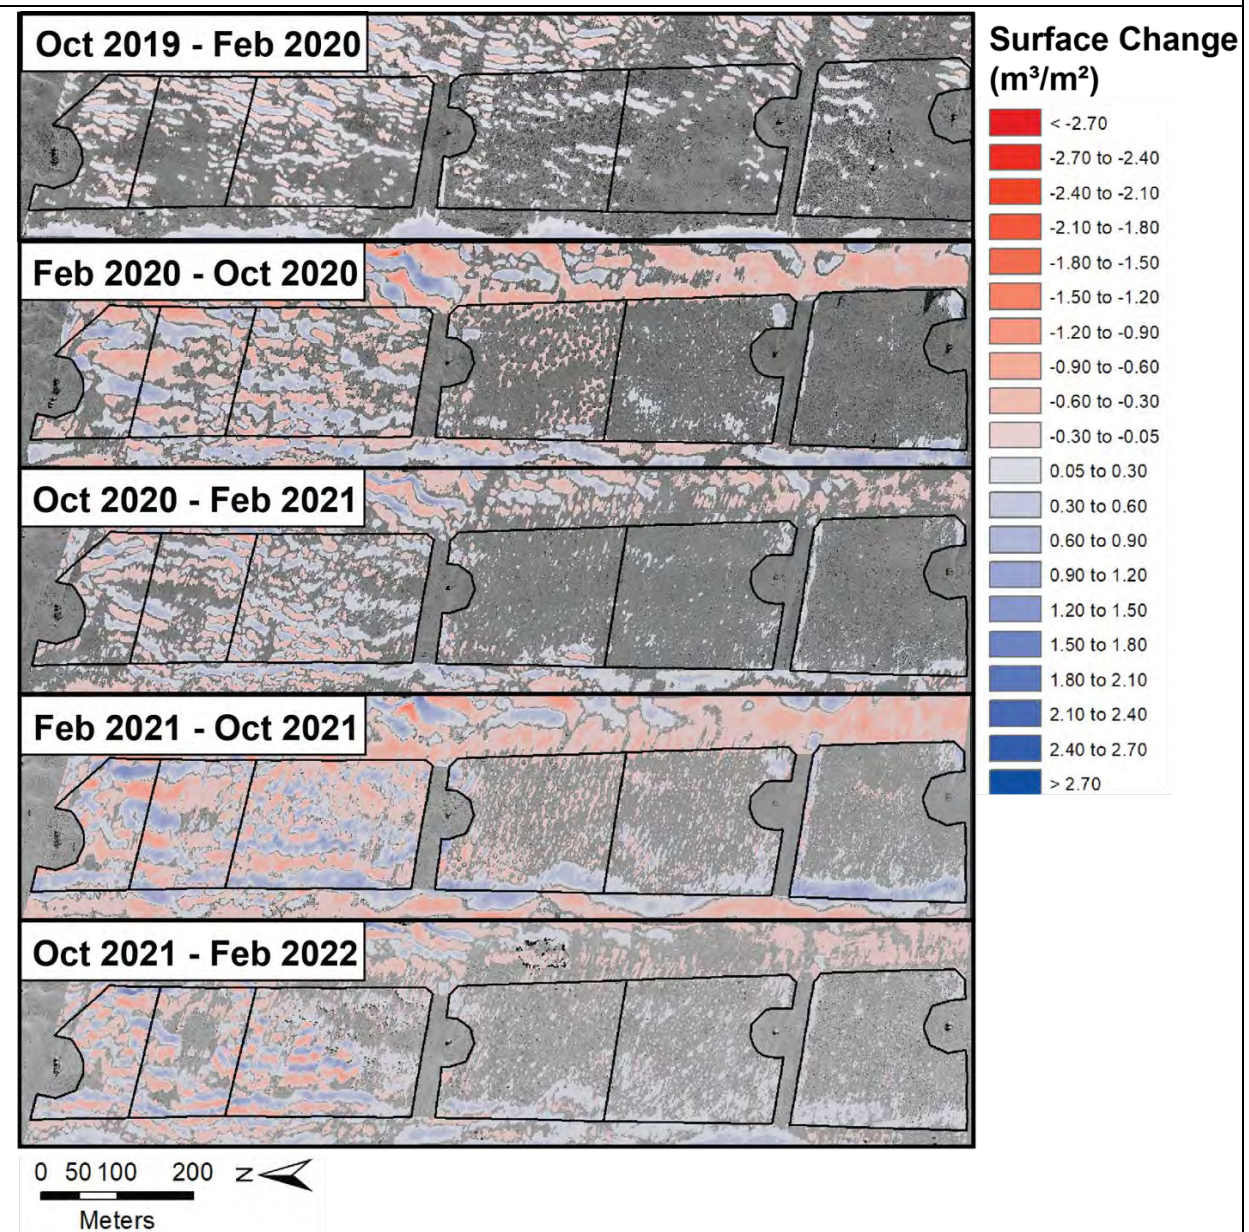 Oct 2019 - Feb 2020
Feb 2020 - Oct 2020
Oct 2020 - Feb 2021
Feb 2021 - Oct 2021
Oct 2021 - Feb 2022
Surface Change
(m³/m²)
< -2.70
-2.70 to -2.40
-2.40 to -2.10
-2.10 to -1.80
-1.80 to -1.50
-1.50 to -1.20
-1.20 to -0.90
-0.90 to -0.60
-0.60 to -0.30
-0.30 to -0.05
0.05 to 0.30
0.30 to 0.60
0.60 to 0.90
0.90 to 1.20
1.20 to 1.50
1.50 to 1.80
1.80 to 2.10
2.10 to 2.40
2.40 to 2.70
> 2.70
0 50 100 200 N
Meters